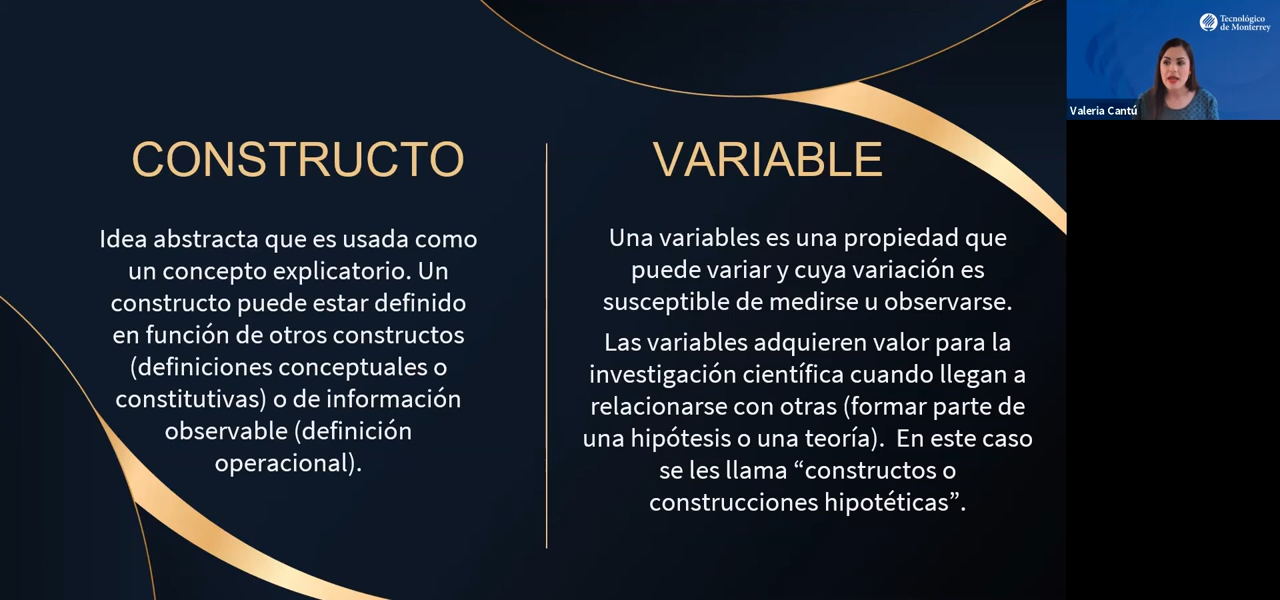 CONSTRUCTO
Idea abstracta que es usada como
un concepto explicatorio. Un
constructo puede estar definido
en función de otros constructos
(definiciones conceptuales o
constitutivas) o de información
observable (definición
operacional).
VARIABLE
Una variables es una propiedad que
puede variar y cuya variación es
susceptible de medirse u observarse.
Las variables adquieren valor para la
investigación científica cuando llegan a
relacionarse con otras (formar parte de
una hipótesis o una teoría).  En este caso
se les llama “constructos o
construcciones hipotéticas”.
Tecnológico
de Monterrey
Valeria Cantú